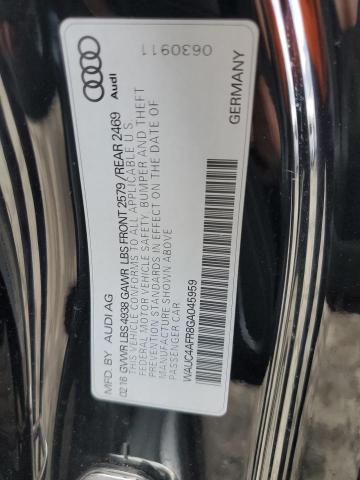 MFD. BY AUDI AG
Audi
02.16 GVWR LBS 4938 GAWR LBS FRONT 2579 /REAR 2469
THIS VEHICLE CONFORMS TO ALL APPLICABLE U.S.
FEDERAL MOTOR VEHICLE SAFETY, BUMPER AND THEFT
PREVENTION STANDARDS IN EFFECT ON THE DATE OF
MANUFACTURE SHOWN ABOVE.
PASSENGER CAR
WAUC4AFR8GA045959
GERMANY
0630911